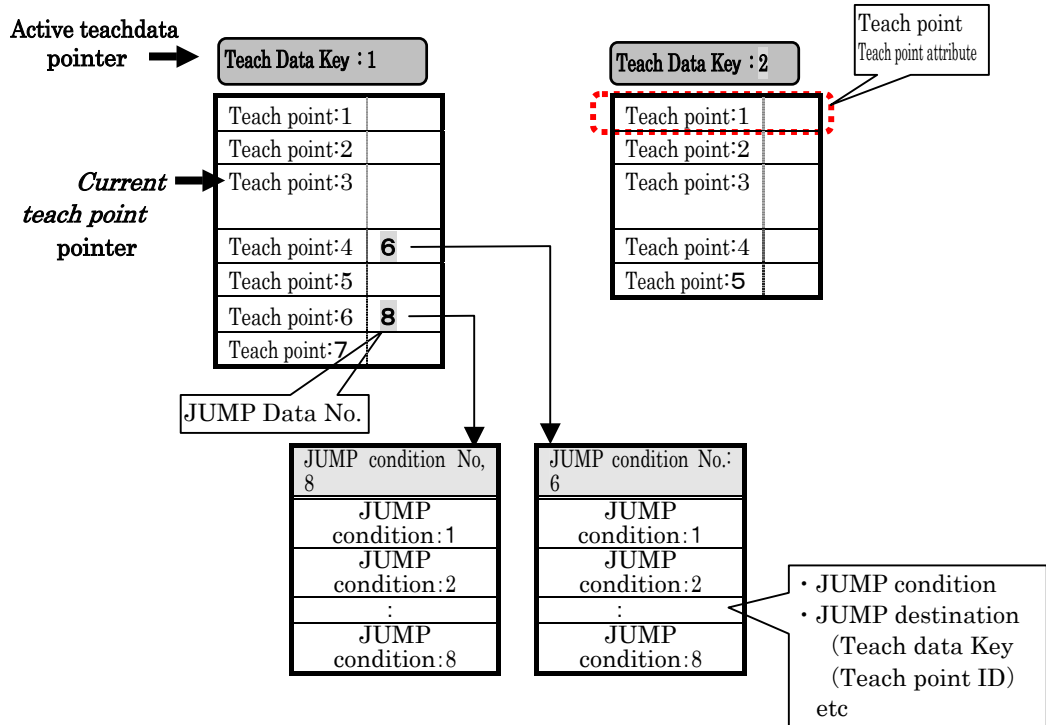 Active teachdata
pointer
Teach Data Key：1
Teach point:1
Teach point:2
Current
teach point
pointer
Teach point:3
Teach point:4 6
Teach point:5
Teach point:6 8
Teach point:7
JUMP Data No.
Teach Data Key：2
Teach point
Teach point attribute
Teach point:1
Teach point:2
Teach point:3
Teach point:4
Teach point:5
JUMP condition No,
8
JUMP
condition:1
JUMP
condition:2
:
JUMP
condition:8
JUMP condition No.:
6
JUMP
condition:1
JUMP
condition:2
:
JUMP
condition:8
・JUMP condition
・JUMP destination
（Teach data Key
（Teach point ID）
etc